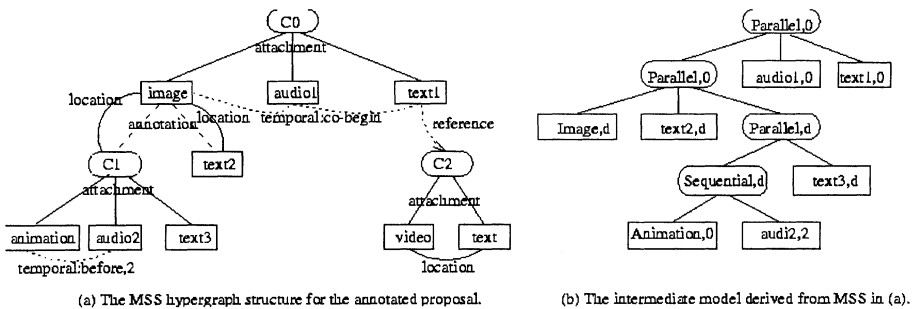 C0
attachment
image
audio1
text1
location
annotation
location
temporal:co-begin
reference
C1
text2
C2
attachment
attachment
animation
audio2
text3
video
text
temporal:before,2
location
(a) The MSS hypergraph structure for the annotated proposal.
Parallel,0
Parallel,0
audio1,0
text1,0
Image,d
text2,d
Parallel,d
Sequential,d
text3,d
Animation,0
audi2,2
(b) The intermediate model derived from MSS in (a).